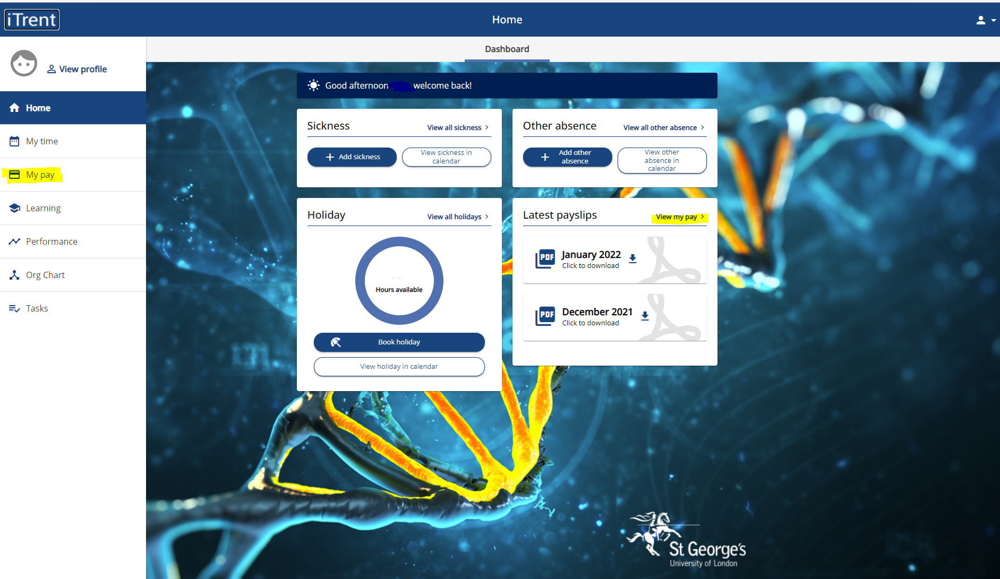 iTrent
Home
View profile
Dashboard
Good afternoon welcome back!
Home
My time
My pay
Learning
Performance
Org Chart
Tasks
Sickness
View all sickness
Add sickness
View sickness in
calendar
Other absence
View all other absence
Add other
absence
View other
absence in
calendar
Holiday
View all holidays
Hours available
Book holiday
View holiday in calendar
Latest payslips
View my pay
PDF
January 2022
Click to download
PDF
December 2021
Click to download
St George's
University of London